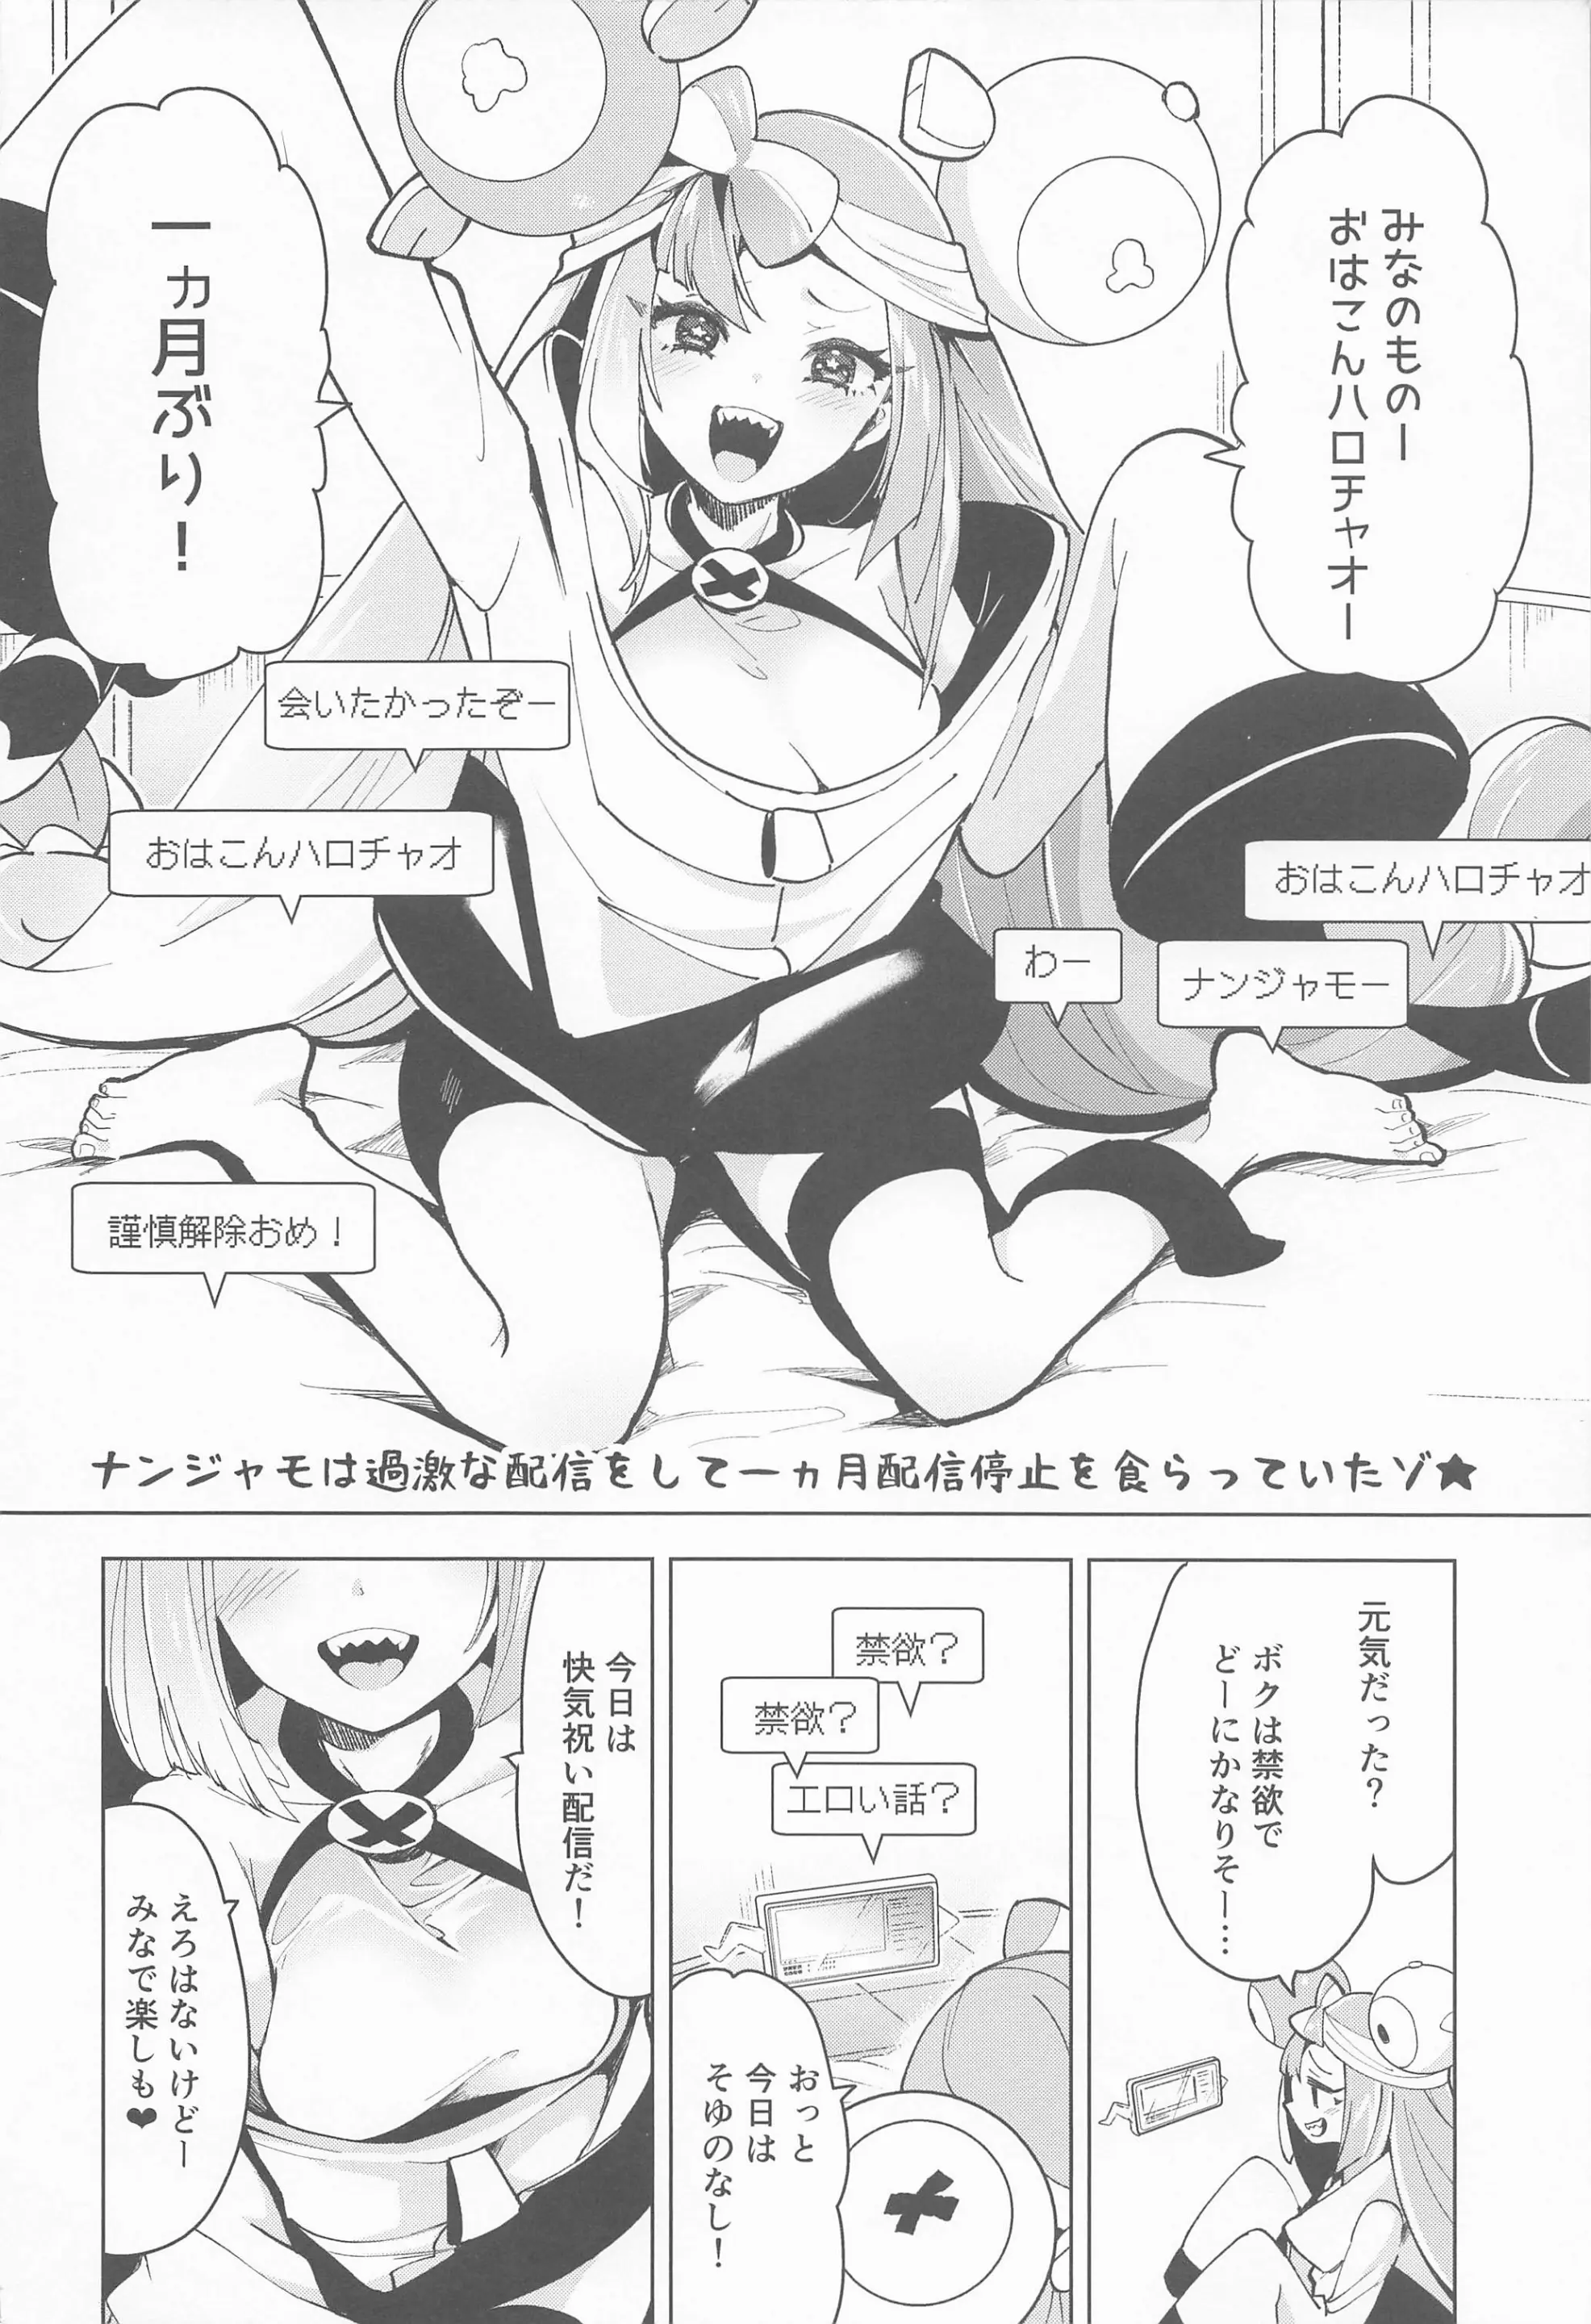 みなのものー
おはこんハロチャオー
一カ月ぶり！
会いたかったぞー
おはこんハロチャオ
おはこんハロチャオ
わー
ナンジャモー
謹慎解除おめ！
ナンジャモは過激な配信をして一カ月配信停止を食らっていたゾ★
元気だった？
ボクは禁欲で
どーにかなりそー…
禁欲？
禁欲？
エロい話？
おっと
今日は
そゆのなし！
今日は
快気祝い配信だ！
えろはないけどー
みなで楽しも♥